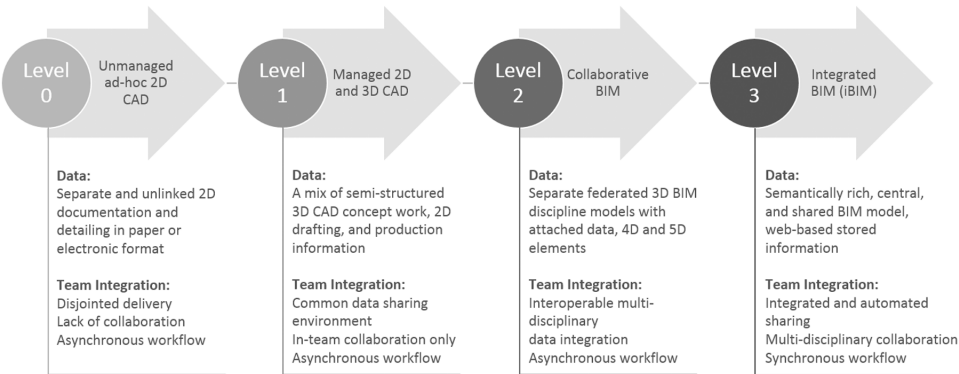 Level
0
Unmanaged
ad-hoc 2D
CAD
Data:
Separate and unlinked 2D
documentation and
detailing in paper or
electronic format
Team Integration:
Disjointed delivery
Lack of collaboration
Asynchronous workflow
Level
1
Managed 2D
and 3D CAD
Data:
A mix of semi-structured
3D CAD concept work, 2D
drafting, and production
information
Team Integration:
Common data sharing
environment
In-team collaboration only
Asynchronous workflow
Level
2
Collaborative
BIM
Data:
Separate federated 3D BIM
discipline models with
attached data, 4D and 5D
elements
Team Integration:
Interoperable multi-
disciplinary
data integration
Asynchronous workflow
Level
3
Integrated
BIM (iBIM)
Data:
Semantically rich, central,
and shared BIM model,
web-based stored
information
Team Integration:
Integrated and automated
sharing
Multi-disciplinary collaboration
Synchronous workflow